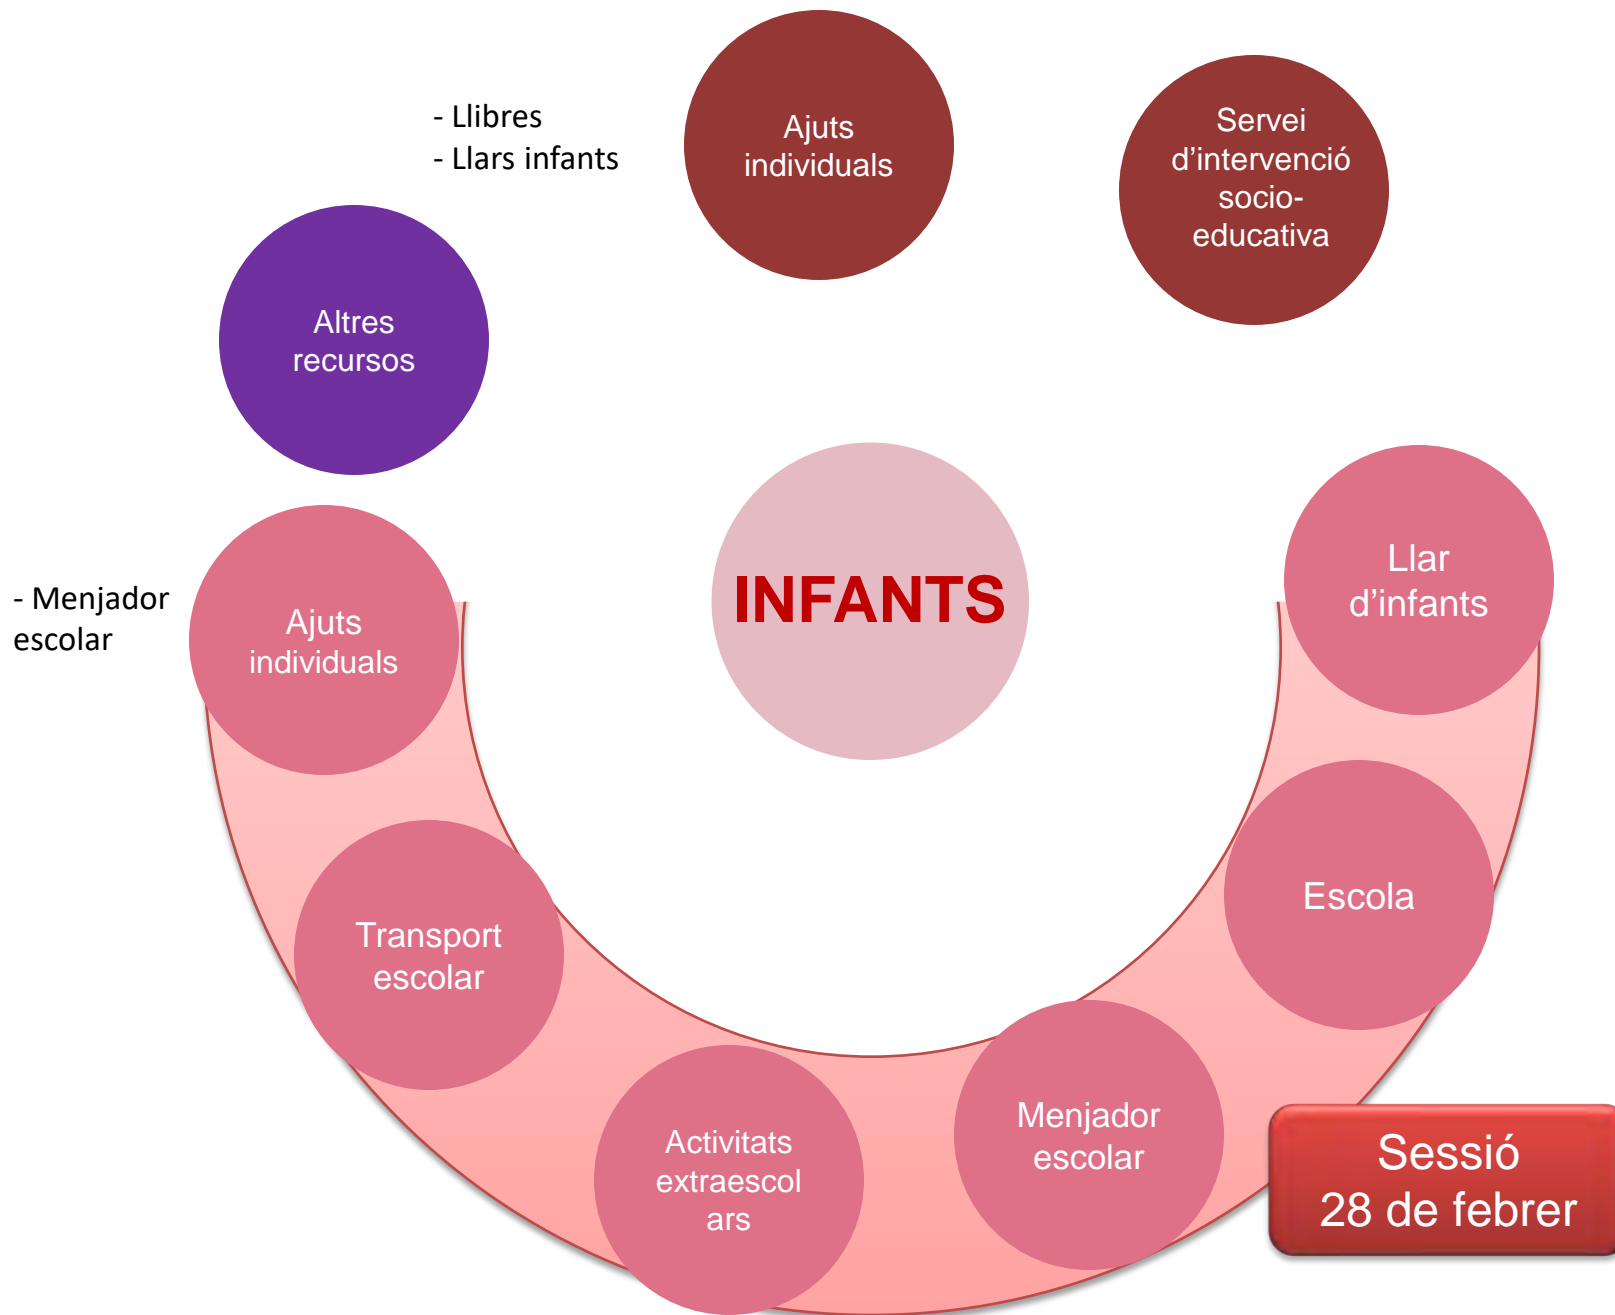 - Llibres
- Llars infants
Ajuts
individuals
Servei
d’intervenció
socio-
educativa
Altres
recursos
INFANTS
Llar
d’infants
- Menjador
escolar
Ajuts
individuals
Escola
Transport
escolar
Menjador
escolar
Activitats
extraescol
ars
Sessió
28 de febrer